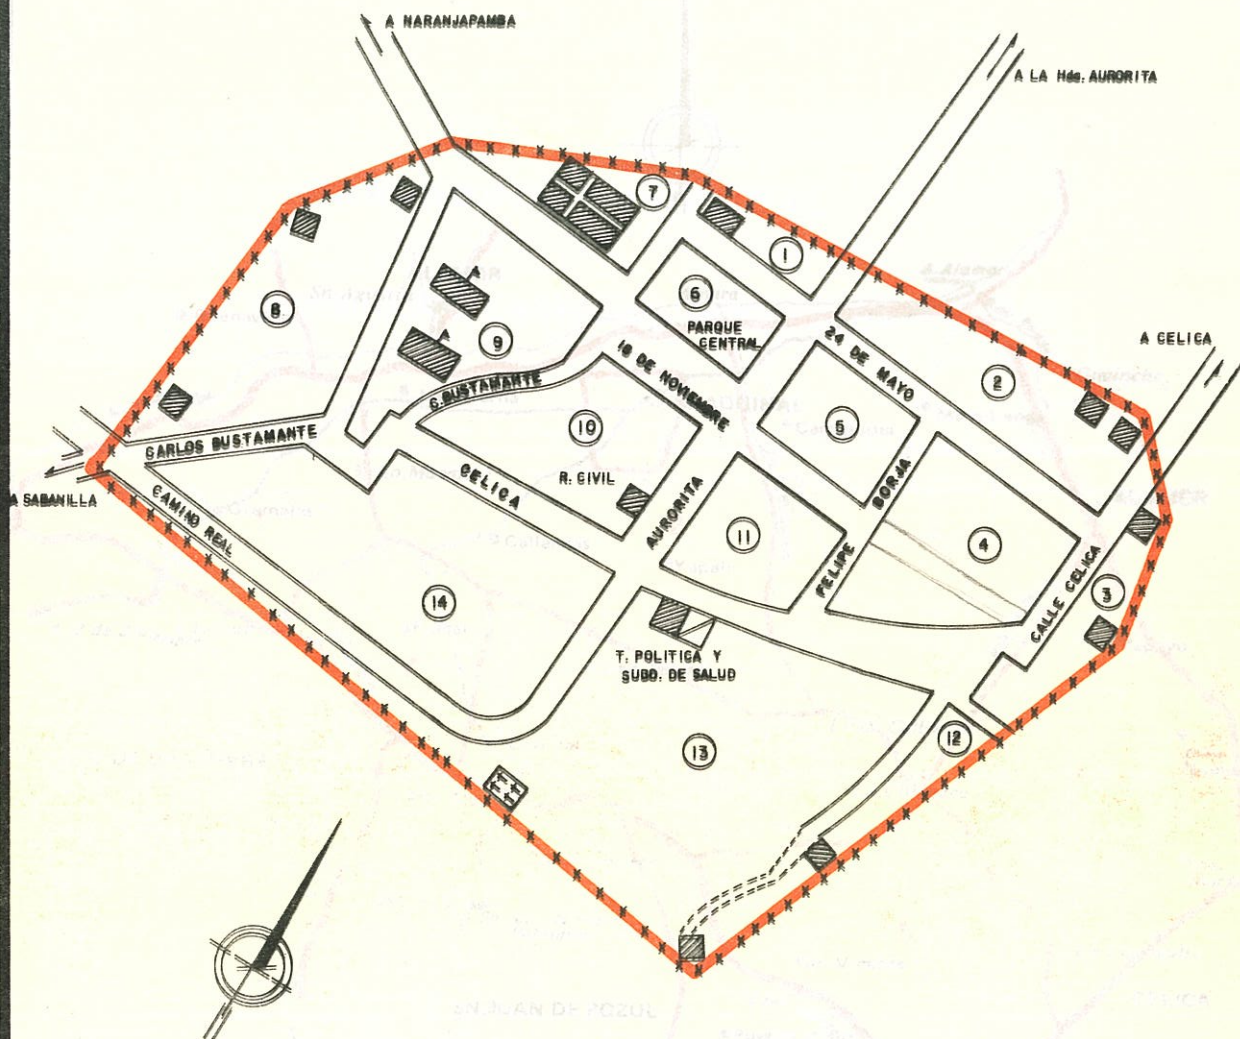 A NARANJAPAMBA
A LA Hda. AURORITA
A CELICA
7
1
8
6
PARQUE
CENTRAL
9
24 DE MAYO
18 DE NOVIEMBRE
2
C. BUSTAMANTE
10
5
CARLOS BUSTAMANTE
CELICA
R. CIVIL
BORJA
A SABANILLA
CAMINO REAL
AURORITA
11
4
FELIPE
CALLE CELICA
3
14
T. POLITICA Y
SUBD. DE SALUD
13
12